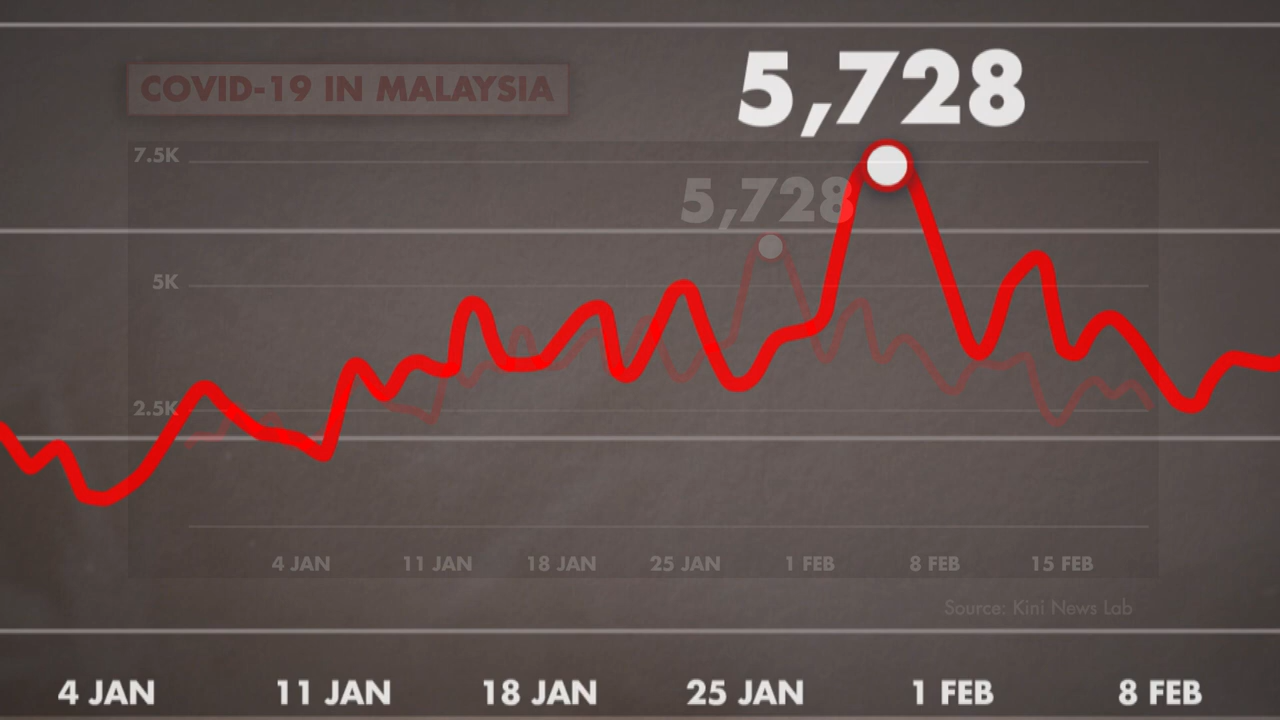 5,728
COVID-19 IN MALAYSIA
7.5K
5,728
5K
2.5K
4 JAN 11 JAN 18 JAN 25 JAN 1 FEB 8 FEB 15 FEB
Source: Kini News Lab
4 JAN 11 JAN 18 JAN 25 JAN 1 FEB 8 FEB